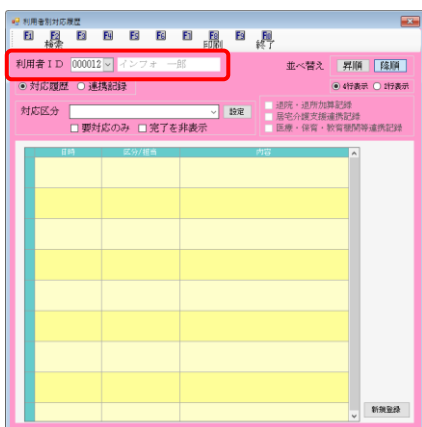 利用者別対応履歴
F1 F2 F3 F4 F5 F6 F7 F8 F9
検索 印刷 終了
利用者ID 000012 インフォ 一郎 並べ替え 昇順 降順
対応履歴 連携記録 4行表示 2行表示
対応区分 設定 退院・退所加算記録
居宅介護支援連携記録
要対応のみ 完了を非表示 医療・保育・教育機関等連携記録
日時 区分/担当 内容
新規登録